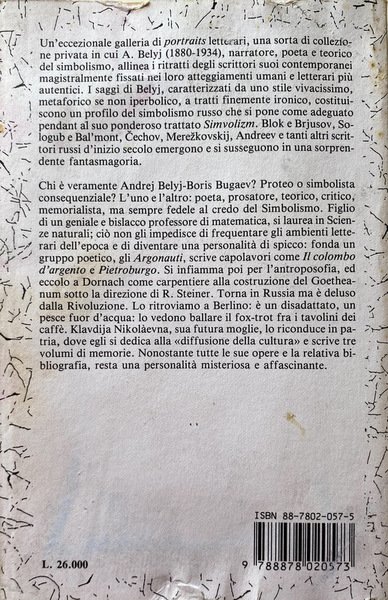 Un'eccezionale galleria di portraits letterari, una sorta di collezio-
ne privata in cui A. Belyj (1880-1934), narratore, poeta e teorico
del simbolismo, allinea i ritratti degli scrittori suoi contemporanei
magistralmente fissati nei loro atteggiamenti umani e letterari più
autentici. I saggi di Belyj, caratterizzati da uno stile vivacissimo,
metaforico se non iperbolico, a tratti finemente ironico, costitui-
scono un profilo del simbolismo russo che si pone come adeguato
pendant al suo ponderoso trattato Simvolizm. Blok e Brjusov, So-
logub e Bal'mont, Čechov, Merežkovskij, Andreev e tanti altri scrit-
tori russi d'inizio secolo emergono e si susseguono in una sorpren-
dente fantasmagoria.
Chi è veramente Andrej Belyj-Boris Bugaev? Proteo o simbolista
consequenziale? L'uno e l'altro: poeta, prosatore, teorico, critico,
memorialista, ma sempre fedele al credo del Simbolismo. Figlio
di un geniale e bislacco professore di matematica, si laurea in Scien-
ze naturali; ciò non gli impedisce di frequentare gli ambienti lette-
rari dell'epoca e di diventare una personalità di spicco: fonda un
gruppo poetico, gli Argonauti, scrive capolavori come Il colombo
d'argento e Pietroburgo. Si infiamma poi per l'antroposofia, ed
eccolo a Dornach come carpentiere alla costruzione del Goethea-
num sotto la direzione di R. Steiner. Torna in Russia ma è deluso
dalla Rivoluzione. Lo ritroviamo a Berlino: è un disadattato, un
pesce fuor d'acqua: lo vedono ballare il fox-trot fra i tavolini dei
caffè. Klavdija Nikolàevna, sua futura moglie, lo riconduce in pa-
tria, dove egli si dedica alla «diffusione della cultura» e scrive tre
volumi di memorie. Nonostante tutte le sue opere e la relativa bi-
bliografia, resta una personalità misteriosa e affascinante.
ISBN 88-7802-057-5
L. 26.000
9 788878 020573